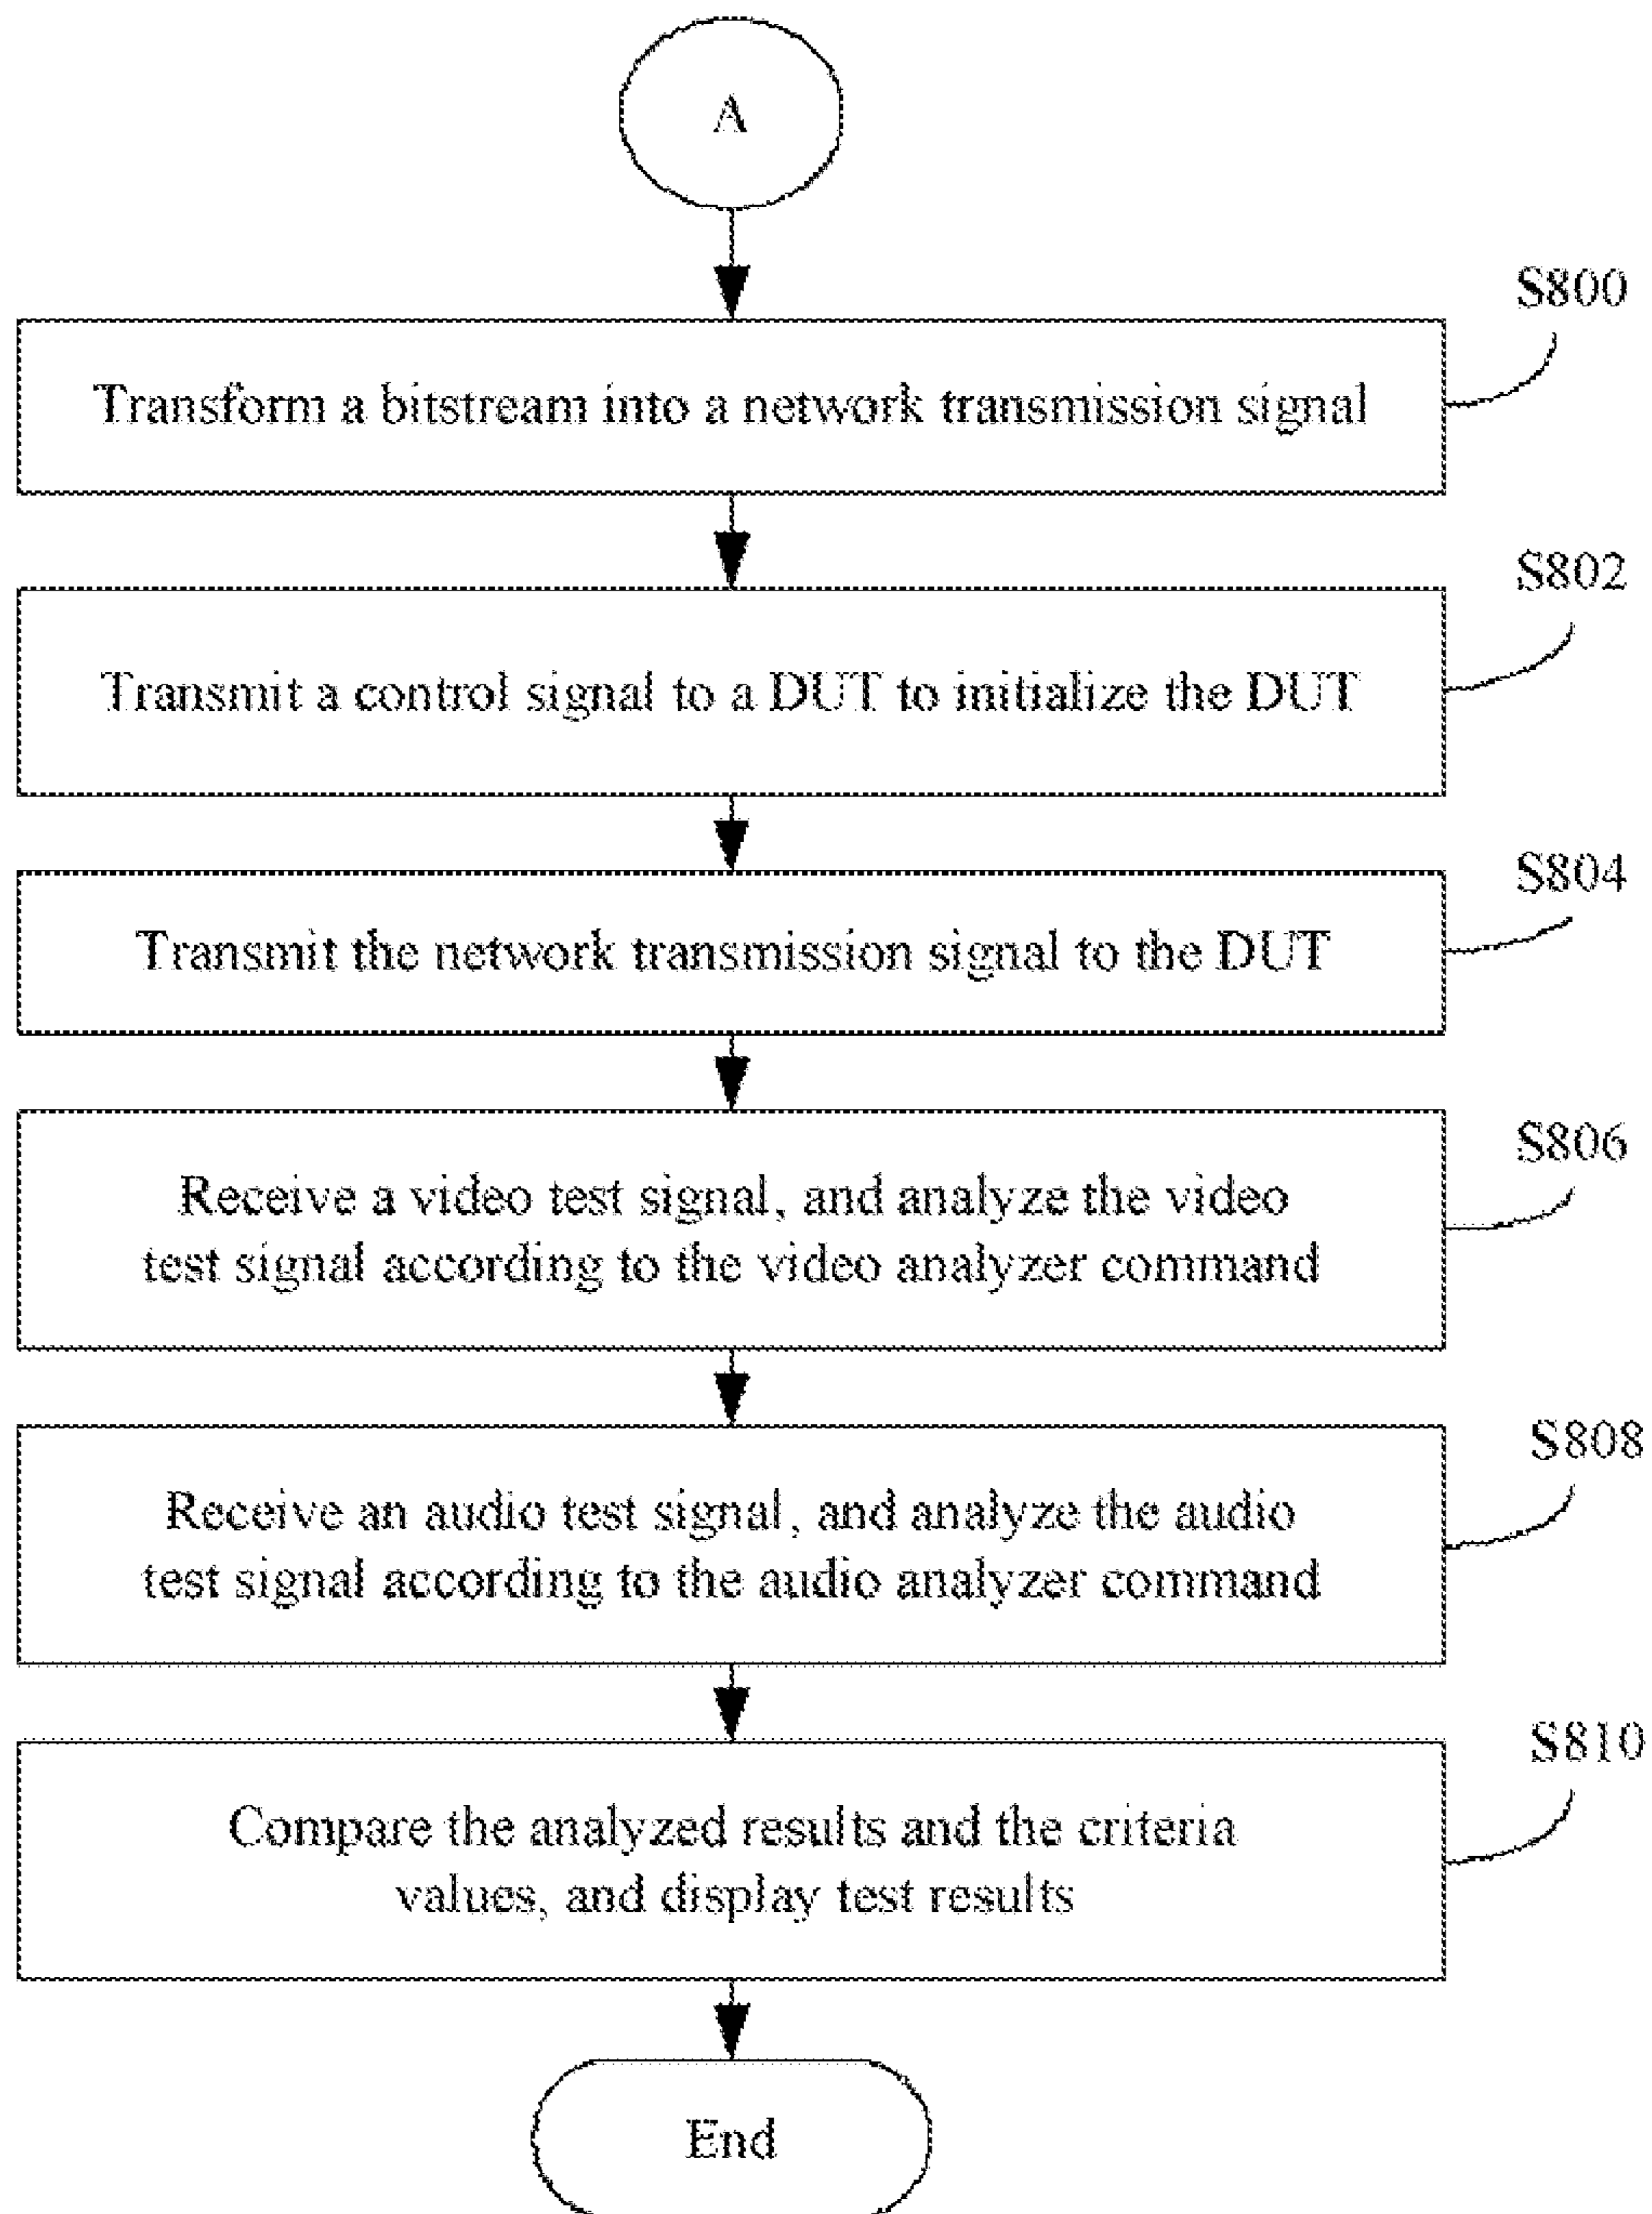 A
S800
Transform a bitstream into a network transmission signal
S802
Transmit a control signal to a DUT to initialize the DUT
S804
Transmit the network transmission signal to the DUT
S806
Receive a video test signal, and analyze the video
test signal according to the video analyzer command
S808
Receive an audio test signal, and analyze the audio
test signal according to the audio analyzer command
S810
Compare the analyzed results and the criteria
values, and display test results
End